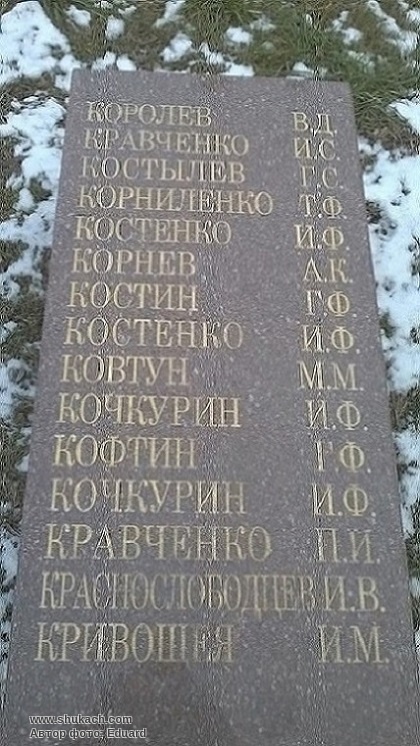 КОРОЛЕВ В.Д.
КРАВЧЕНКО И.С.
КОСТЫЛЕВ Г.С.
КОРНИЛЕНКО Т.Ф.
КОСТЕНКО И.Ф.
КОРНЕВ А.К.
КОСТИН Г.Ф.
КОСТЕНКО И.Ф.
КОВТУН М.М.
КОЧКУРИН И.Ф.
КОФТИН Г.Ф.
КОЧКУРИН И.Ф.
КРАВЧЕНКО П.И.
КРАСНОСЛОБОДЦЕВ И.В.
КРИВОШЕЯ И.М.
www.shukach.com
Автор фото: Eduard